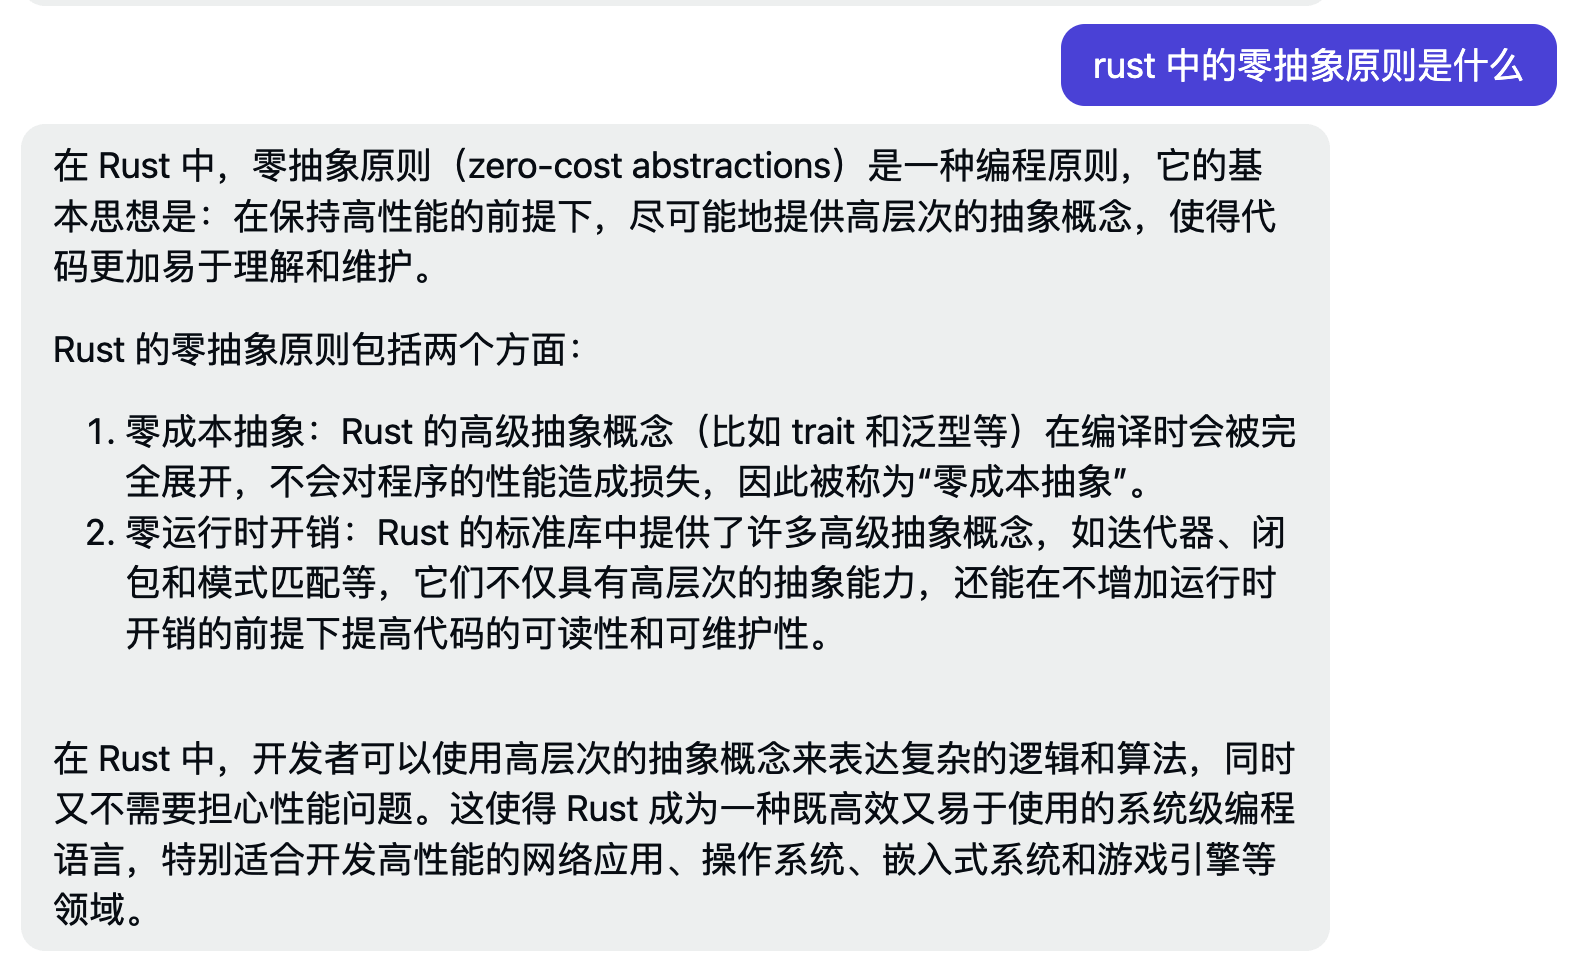 rust 中的零抽象原则是什么
在 Rust 中，零抽象原则（zero-cost abstractions）是一种编程原则，它的基
本思想是：在保持高性能的前提下，尽可能地提供高层次的抽象概念，使得代
码更加易于理解和维护。
Rust 的零抽象原则包括两个方面：
1. 零成本抽象：Rust 的高级抽象概念（比如 trait 和泛型等）在编译时会被完
全展开，不会对程序的性能造成损失，因此被称为“零成本抽象”。
2. 零运行时开销：Rust 的标准库中提供了许多高级抽象概念，如迭代器、闭
包和模式匹配等，它们不仅具有高层次的抽象能力，还能在不增加运行时
开销的前提下提高代码的可读性和可维护性。
在 Rust 中，开发者可以使用高层次的抽象概念来表达复杂的逻辑和算法，同时
又不需要担心性能问题。这使得 Rust 成为一种既高效又易于使用的系统级编程
语言，特别适合开发高性能的网络应用、操作系统、嵌入式系统和游戏引擎等
领域。